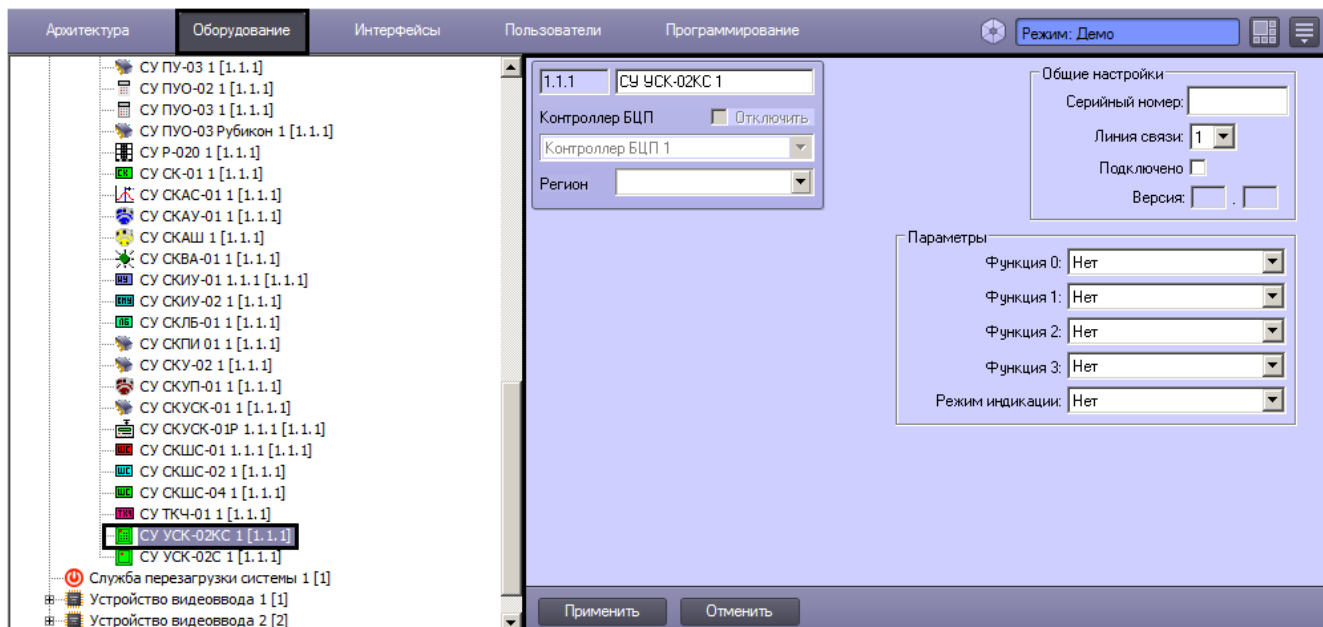 Архитектура Оборудование Интерфейсы Пользователи Программирование Режим: Демо
СУ ПУ-03 1 [1.1.1]
СУ ПУО-02 1 [1.1.1]
СУ ПУО-03 1 [1.1.1]
СУ ПУО-03 Рубикон 1 [1.1.1]
СУ Р-020 1 [1.1.1]
СУ СК-01 1 [1.1.1]
СУ СКАС-01 1 [1.1.1]
СУ СКАУ-01 1 [1.1.1]
СУ СКАШ 1 [1.1.1]
СУ СКВА-01 1 [1.1.1]
СУ СКИУ-01 1.1.1 [1.1.1]
СУ СКИУ-02 1 [1.1.1]
СУ СКЛБ-01 1 [1.1.1]
СУ СКПИ 01 1 [1.1.1]
СУ СКУ-02 1 [1.1.1]
СУ СКУП-01 1 [1.1.1]
СУ СКУСК-01 1 [1.1.1]
СУ СКУСК-01Р 1.1.1 [1.1.1]
СУ СКШС-01 1.1.1 [1.1.1]
СУ СКШС-02 1 [1.1.1]
СУ СКШС-04 1 [1.1.1]
СУ ТКЧ-01 1 [1.1.1]
СУ УСК-02КС 1 [1.1.1]
СУ УСК-02С 1 [1.1.1]
Служба перезагрузки системы 1 [1]
Устройство видеоввода 1 [1]
Устройство видеоввода 2 [2]
1.1.1 СУ УСК-02КС 1
Контроллер БЦП Отключить
Контроллер БЦП 1
Регион
Общие настройки
Серийный номер:
Линия связи: 1
Подключено
Версия: .
Параметры
Функция 0: Нет
Функция 1: Нет
Функция 2: Нет
Функция 3: Нет
Режим индикации: Нет
Применить Отменить